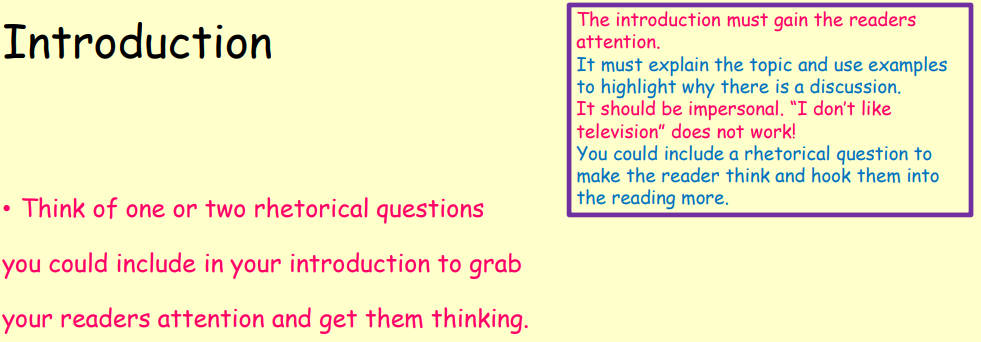 Introduction
The introduction must gain the readers
attention.
It must explain the topic and use examples
to highlight why there is a discussion.
It should be impersonal. “I don’t like
television” does not work!
You could include a rhetorical question to
make the reader think and hook them into
the reading more.
• Think of one or two rhetorical questions
you could include in your introduction to grab
your readers attention and get them thinking.